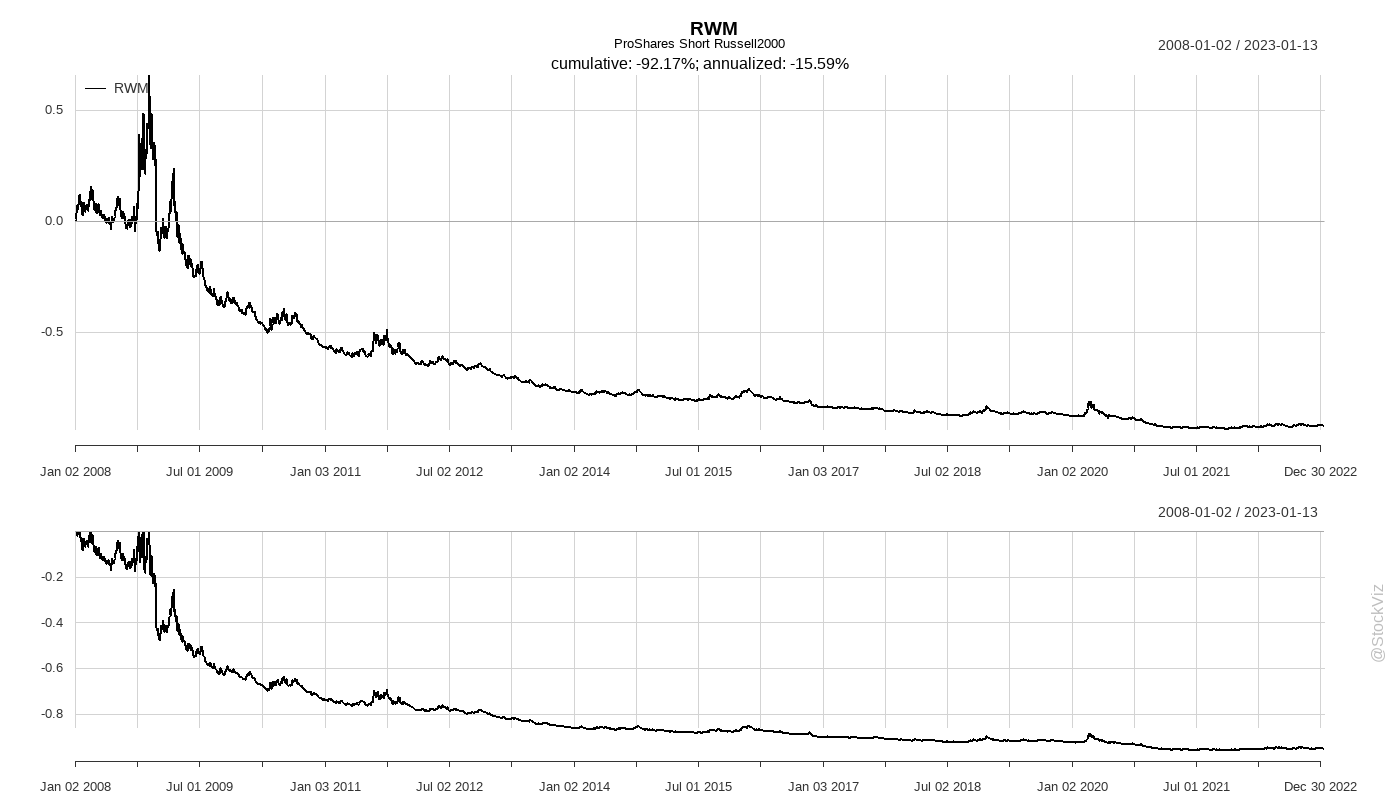 RWM
ProShares Short Russell2000
cumulative: -92.17%; annualized: -15.59%
2008-01-02 / 2023-01-13
RWM
0.5
0.0
-0.5
Jan 02 2008 Jul 01 2009 Jan 03 2011 Jul 02 2012 Jan 02 2014 Jul 01 2015 Jan 03 2017 Jul 02 2018 Jan 02 2020 Jul 01 2021 Dec 30 2022
2008-01-02 / 2023-01-13
-0.2
-0.4
-0.6
-0.8
Jan 02 2008 Jul 01 2009 Jan 03 2011 Jul 02 2012 Jan 02 2014 Jul 01 2015 Jan 03 2017 Jul 02 2018 Jan 02 2020 Jul 01 2021 Dec 30 2022
@StockViz